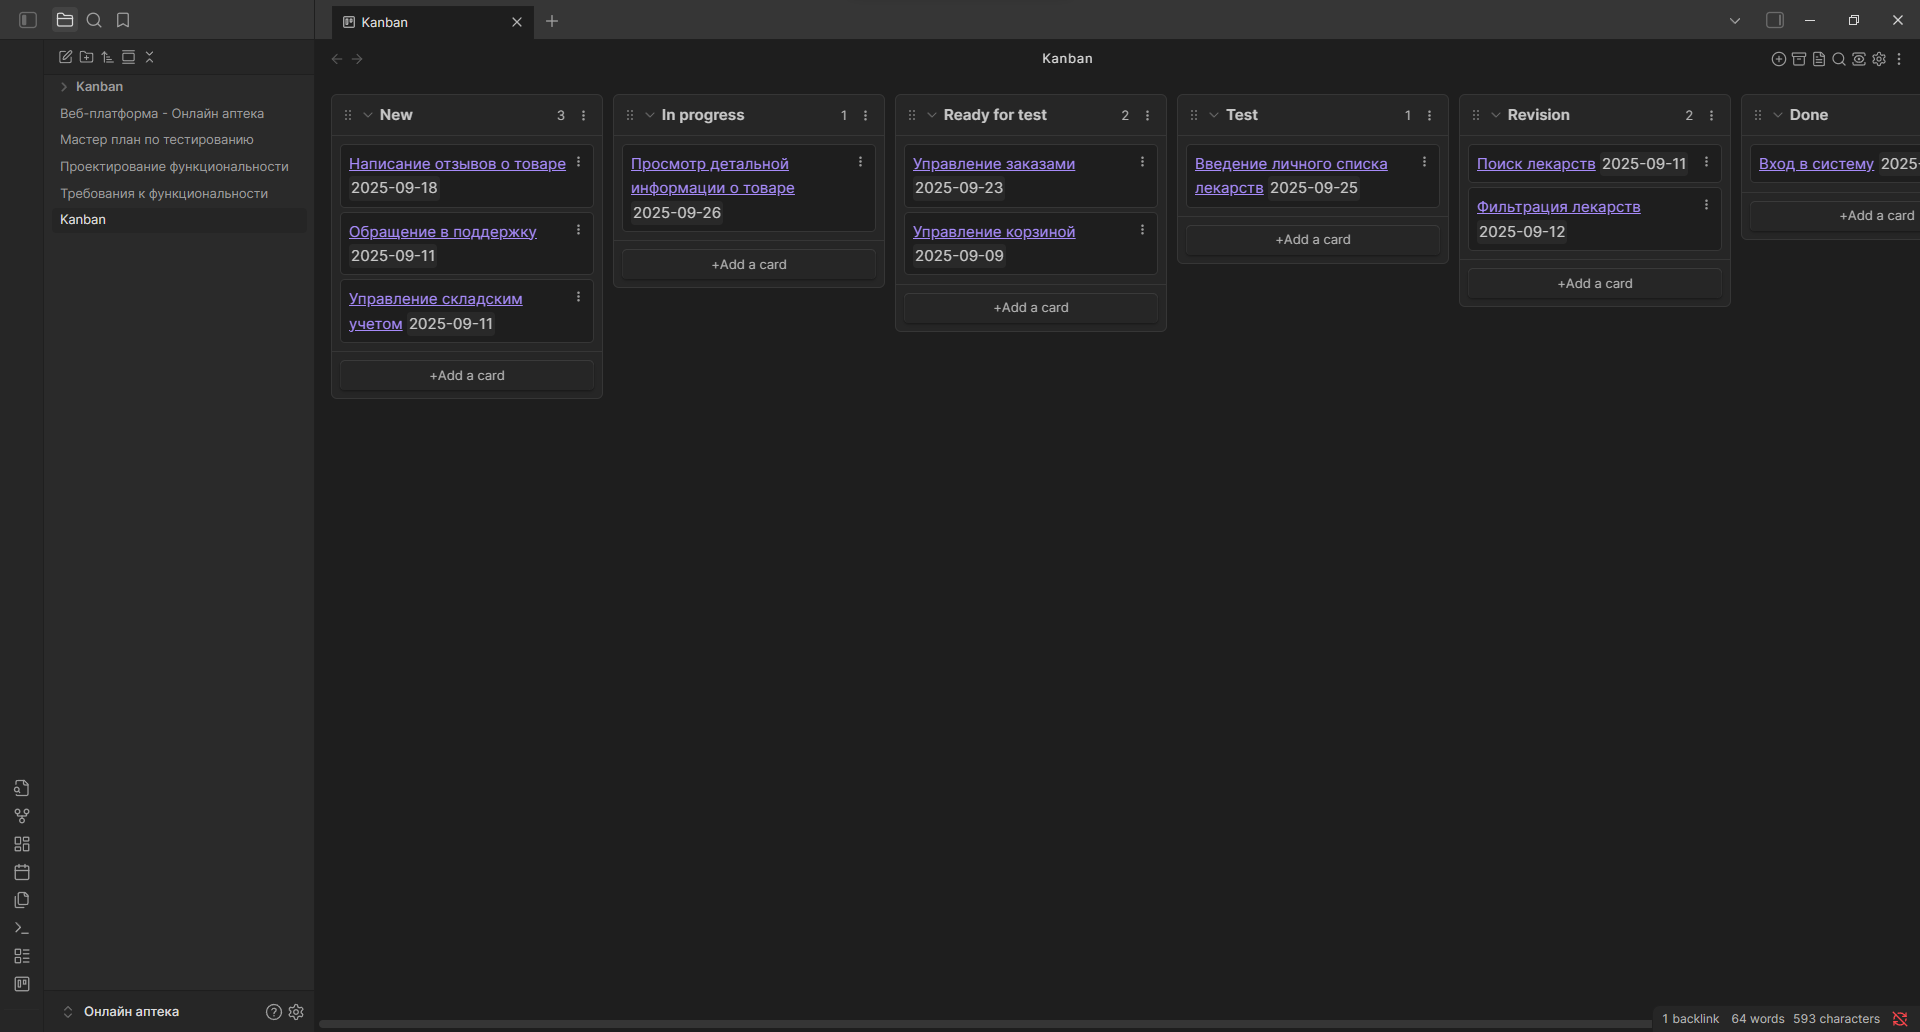 Kanban
Kanban
Kanban
Веб-платформа - Онлайн аптека
Мастер план по тестированию
Проектирование функциональности
Требования к функциональности
Kanban
New 3
Написание отзывов о товаре
2025-09-18
Обращение в поддержку
2025-09-11
Управление складским
учетом 2025-09-11
+Add a card
In progress 1
Просмотр детальной
информации о товаре
2025-09-26
+Add a card
Ready for test 2
Управление заказами
2025-09-23
Управление корзиной
2025-09-09
+Add a card
Test 1
Введение личного списка
лекарств 2025-09-25
+Add a card
Revision 2
Поиск лекарств 2025-09-11
Фильтрация лекарств
2025-09-12
+Add a card
Done
Вход в систему 2025-
+Add a card
Онлайн аптека
1 backlink 64 words 593 characters